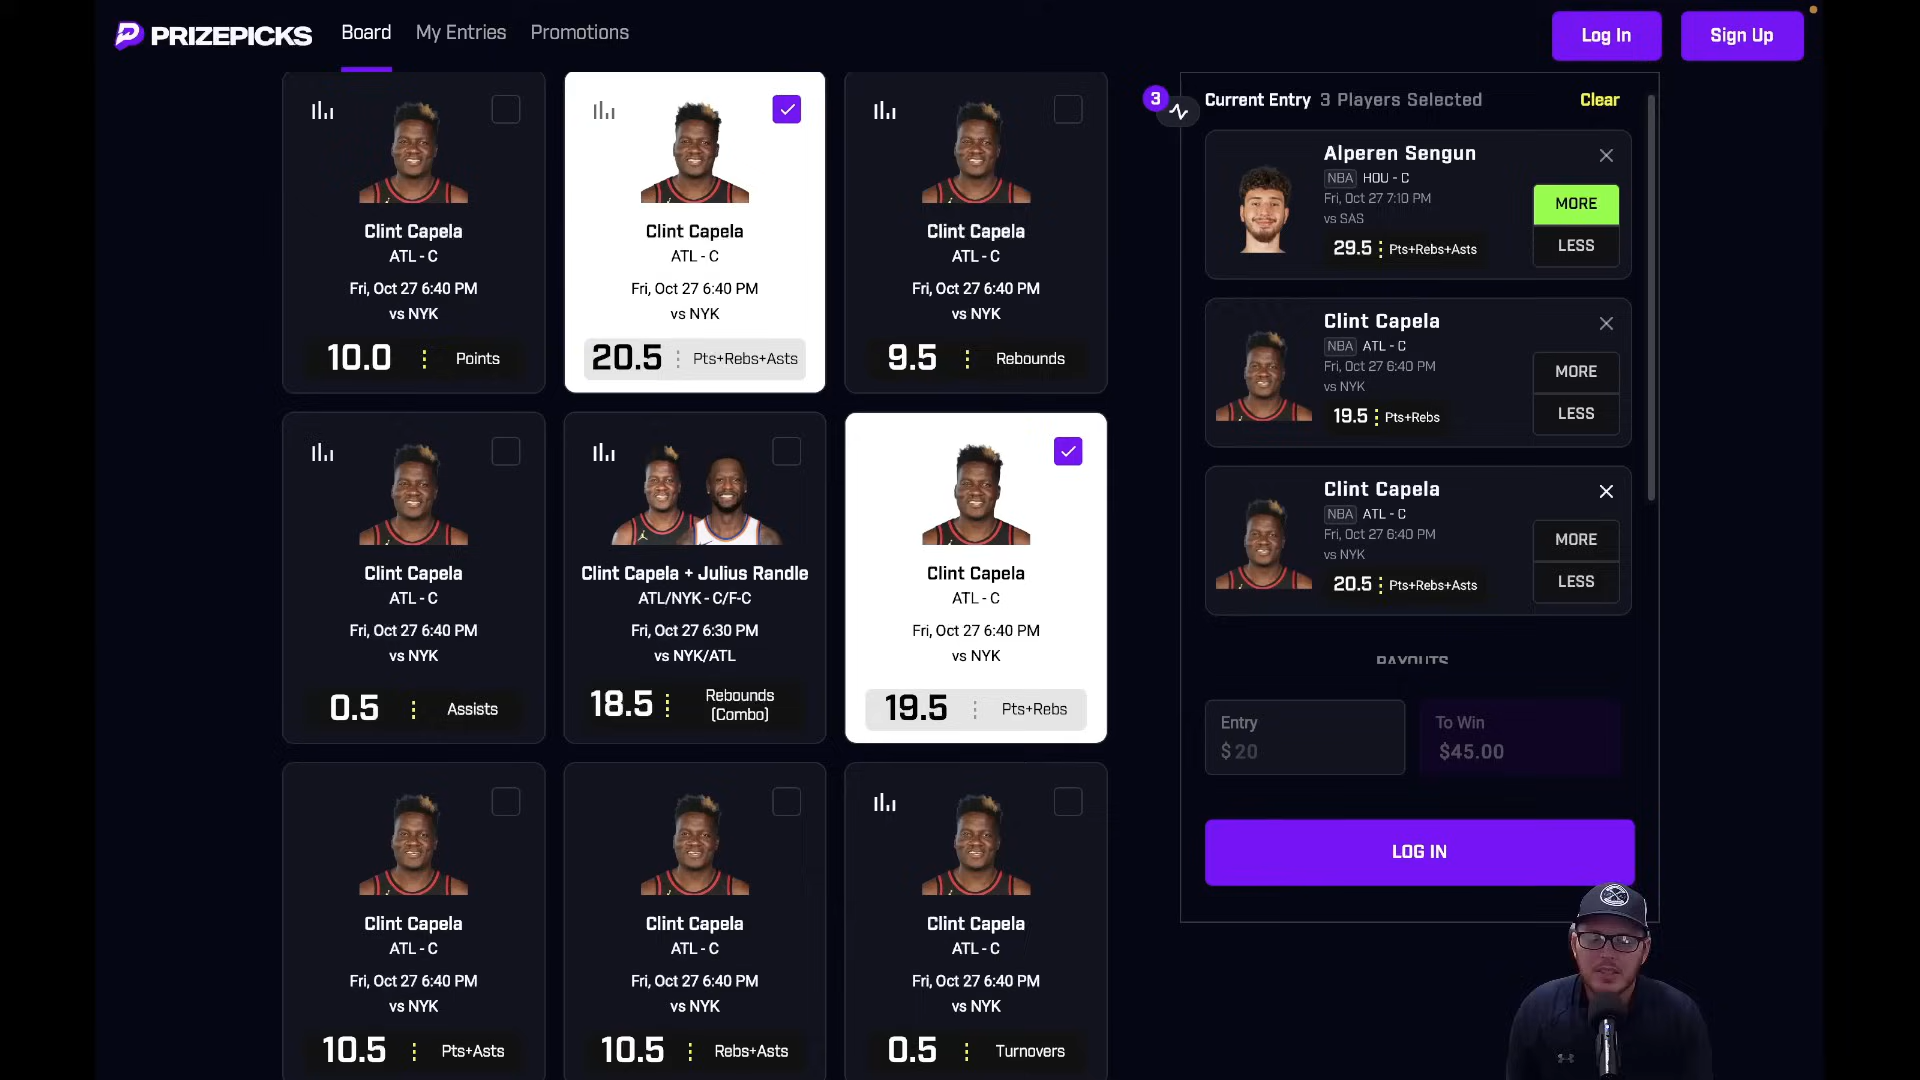 PRIZEPICKS
Board
My Entries
Promotions
Log In
Sign Up
Clint Capela
ATL - C
Fri, Oct 27 6:40 PM
vs NYK
10.0
Points
Clint Capela
ATL - C
Fri, Oct 27 6:40 PM
vs NYK
20.5
Pts+Rebs+Asts
Clint Capela
ATL - C
Fri, Oct 27 6:40 PM
vs NYK
9.5
Rebounds
Clint Capela
ATL - C
Fri, Oct 27 6:40 PM
vs NYK
0.5
Assists
Clint Capela + Julius Randle
ATL/NYK - C/F-C
Fri, Oct 27 6:30 PM
vs NYK/ATL
18.5
Rebounds
(Combo)
Clint Capela
ATL - C
Fri, Oct 27 6:40 PM
vs NYK
19.5
Pts+Rebs
Clint Capela
ATL - C
Fri, Oct 27 6:40 PM
vs NYK
10.5
Pts+Asts
Clint Capela
ATL - C
Fri, Oct 27 6:40 PM
vs NYK
10.5
Rebs+Asts
Clint Capela
ATL - C
Fri, Oct 27 6:40 PM
vs NYK
0.5
Turnovers
3
Current Entry 3 Players Selected
Clear
Alperen Sengun
NBA HOU - C
Fri, Oct 27 7:10 PM
vs SAS
29.5 Pts+Rebs+Asts
MORE
LESS
Clint Capela
NBA ATL - C
Fri, Oct 27 6:40 PM
vs NYK
19.5 Pts+Rebs
MORE
LESS
Clint Capela
NBA ATL - C
Fri, Oct 27 6:40 PM
vs NYK
20.5 Pts+Rebs+Asts
MORE
LESS
PAYOUTS
Entry
$ 20
To Win
$45.00
LOG IN